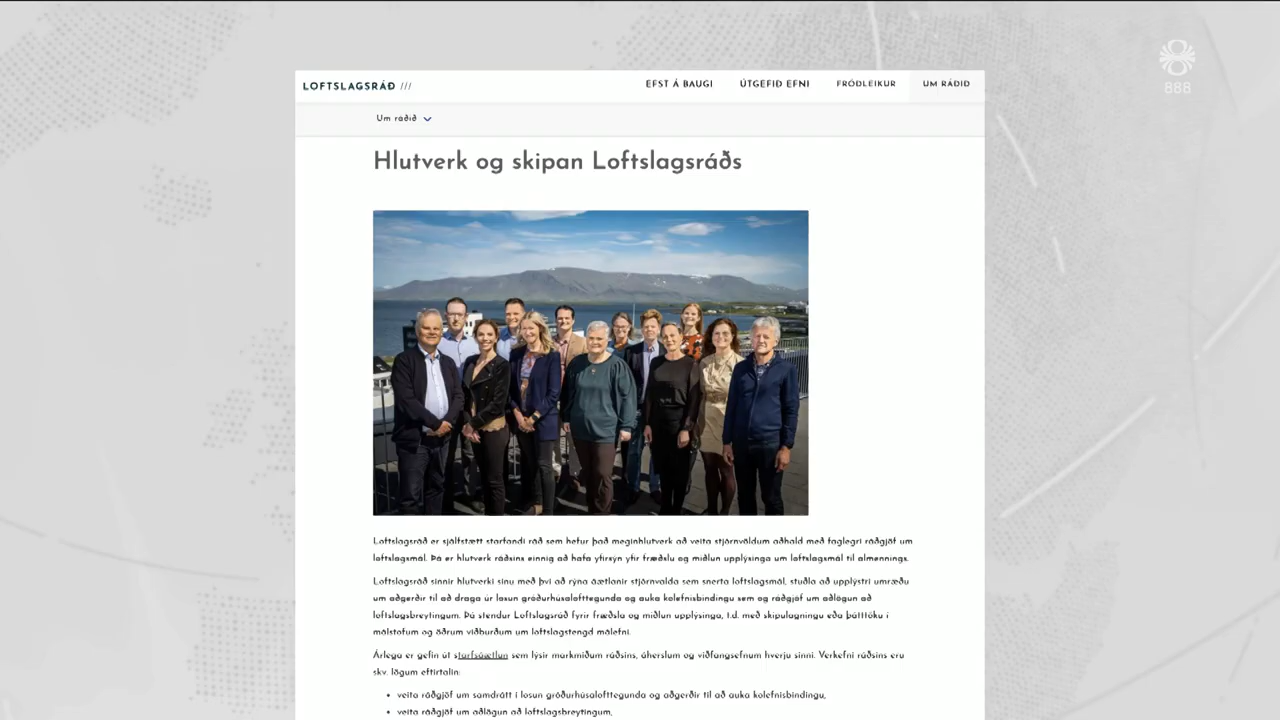 888
LOFTSLAGSRÁÐ ///
EFST Á BAUGI ÚTGEFIÐ EFNI FRÓÐLEIKUR UM RÁÐIÐ
Um ráðið
Hlutverk og skipan Loftslagsráðs
Loftslagsráð er sjálfstætt starfandi ráð sem hefur það meginhlutverk að veita stjórnvöldum aðhald með faglegri ráðgjöf um
loftslagsmál. Þá er hlutverk ráðsins einnig að hafa yfirsýn yfir fræðslu og miðlun upplýsinga um loftslagsmál til almennings.
Loftslagsráð sinnir hlutverki sínu með því að rýna áætlanir stjórnvalda sem snerta loftslagsmál, stuðla að upplýstri umræðu
um aðgerðir til að draga úr losun gróðurhúsalofttegunda og auka kolefnisbindingu sem og ráðgjöf um aðlögun að
loftslagsbreytingum. Þá stendur Loftslagsráð fyrir fræðslu og miðlun upplýsinga, t.d. með skipulagningu eða þátttöku í
málstofum og öðrum viðburðum um loftslagstengd málefni.
Árlega er gefin út starfsáætlun sem lýsir markmiðum ráðsins, áherslum og viðfangsefnum hverju sinni. Verkefni ráðsins eru
skv. lögum eftirtalin:
• veita ráðgjöf um samdrátt í losun gróðurhúsalofttegunda og aðgerðir til að auka kolefnisbindingu,
• veita ráðgjöf um aðlögun að loftslagsbreytingum,